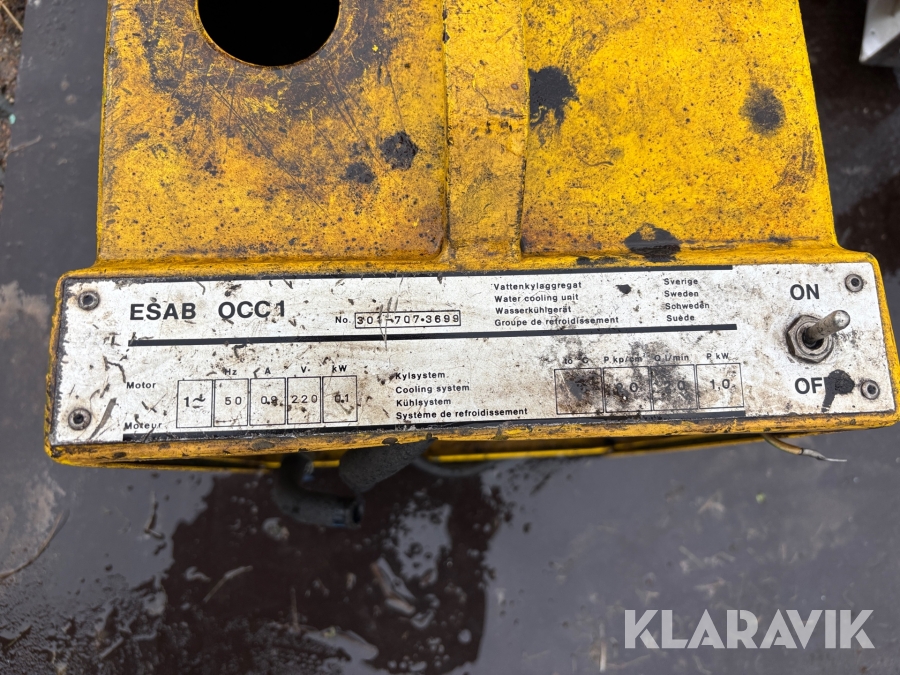 ESAB OCC1
No. 301-707-3699
Vattenkylaggregat Sverige
Water cooling unit Sweden
Wasserkühlgerät Schweden
Groupe de refroidissement Suède
ON
OFF
Motor
Moteur
Hz A V kW
1~ 50 0.9 220 0.1
Kylsystem
Cooling system
Kühlsystem
Système de refroidissement
°C P kp/cm Q l/min P kW
1.0
KLARAVIK